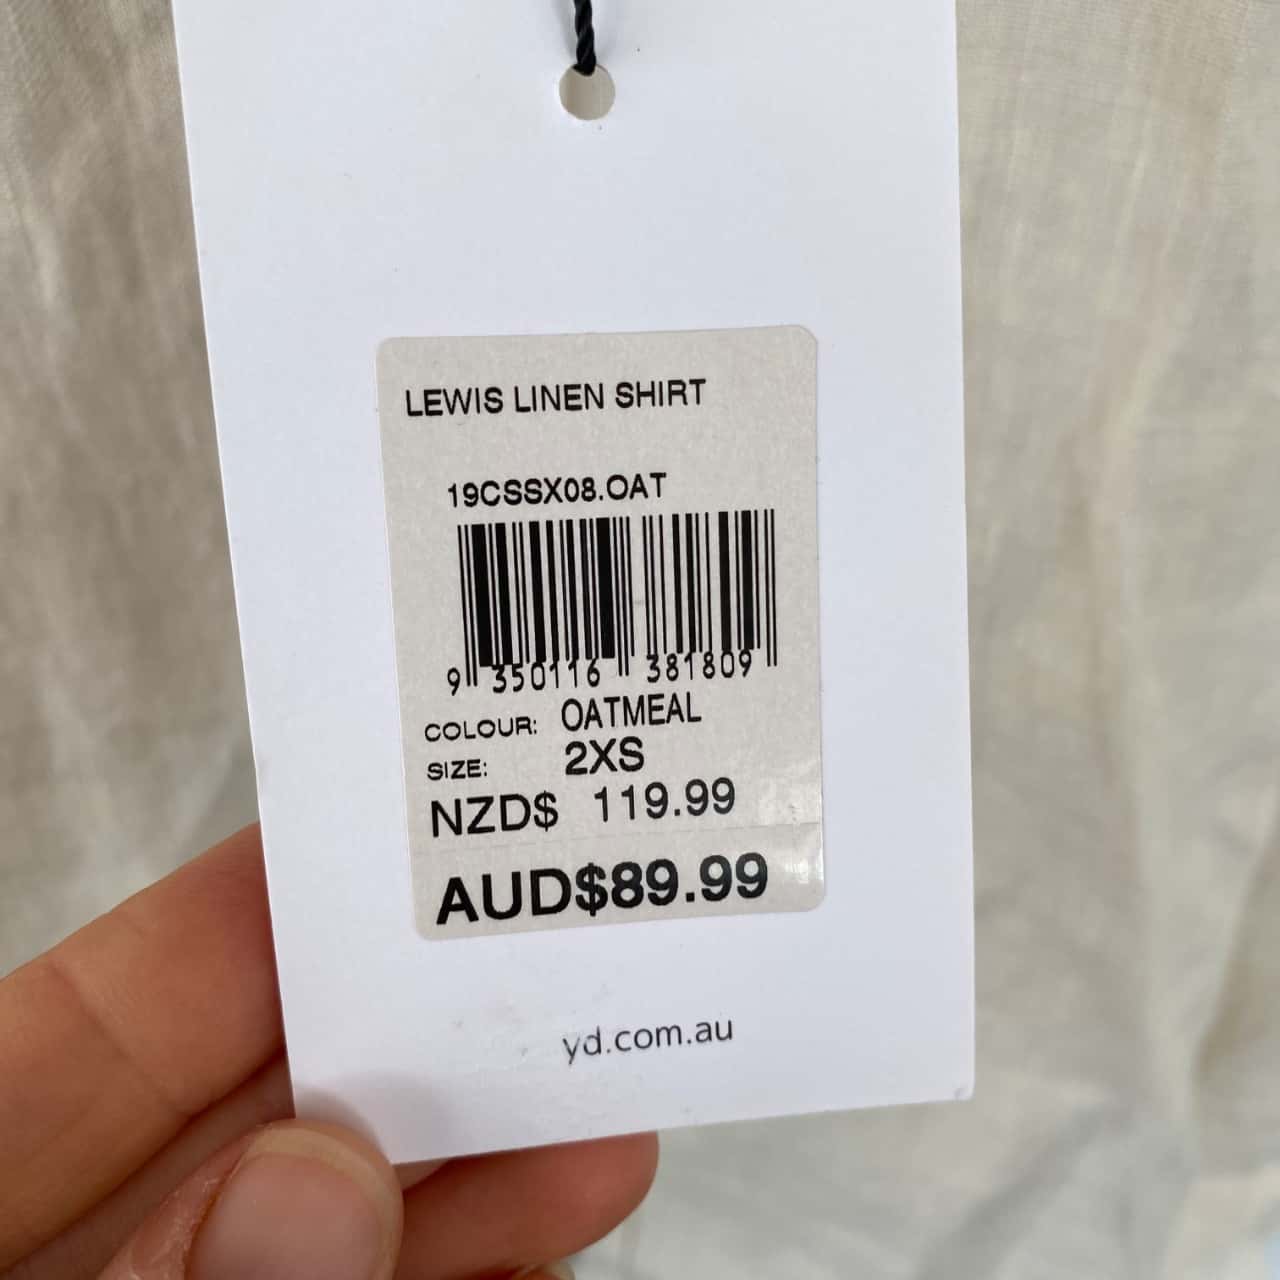 LEWIS LINEN SHIRT
19CSSX08.OAT
9 350116 381809
COLOUR: OATMEAL
SIZE: 2XS
NZD$ 119.99
AUD$89.99
yd.com.au